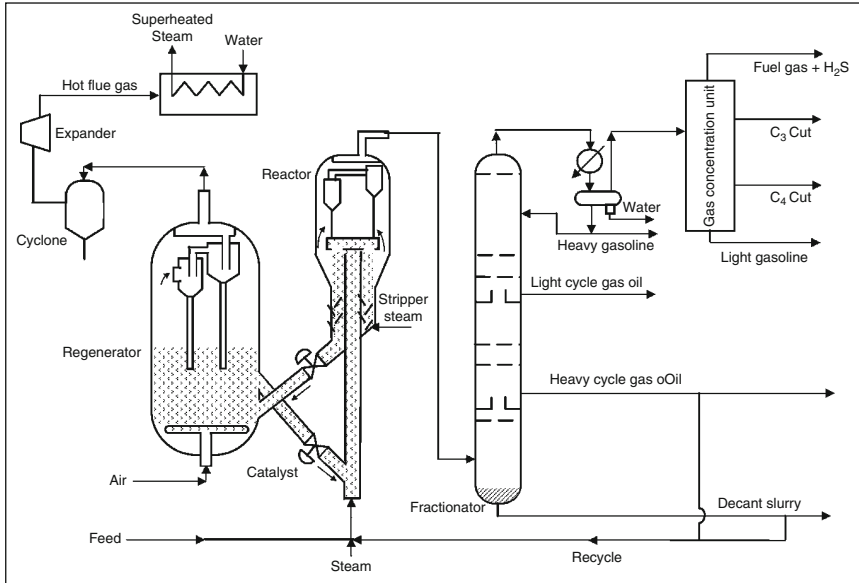 Superheated
Steam
Water
Hot flue gas
Expander
Cyclone
Regenerator
Air
Feed
Reactor
Stripper
steam
Catalyst
Steam
Recycle
Fractionator
Water
Heavy gasoline
Light cycle gas oil
Heavy cycle gas oOil
Decant slurry
Gas concentration unit
Fuel gas + H₂S
C₃ Cut
C₄ Cut
Light gasoline